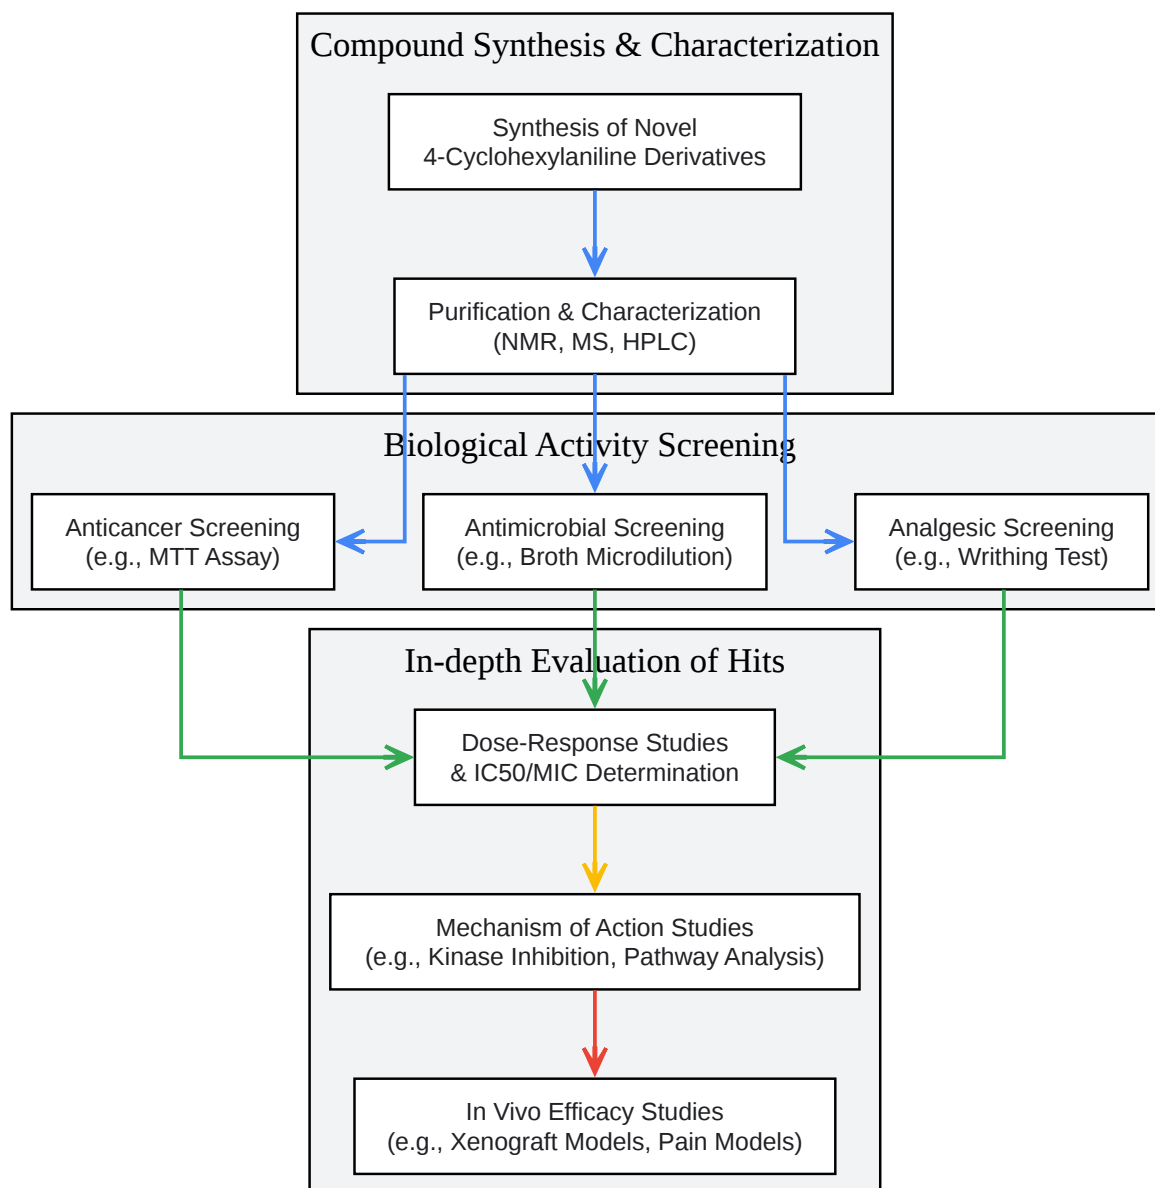 Compound Synthesis & Characterization
Synthesis of Novel
4-Cyclohexylaniline Derivatives
Purification & Characterization
(NMR, MS, HPLC)
Biological Activity Screening
Anticancer Screening
(e.g., MTT Assay)
Antimicrobial Screening
(e.g., Broth Microdilution)
Analgesic Screening
(e.g., Writhing Test)
In-depth Evaluation of Hits
Dose-Response Studies
& IC50/MIC Determination
Mechanism of Action Studies
(e.g., Kinase Inhibition, Pathway Analysis)
In Vivo Efficacy Studies
(e.g., Xenograft Models, Pain Models)